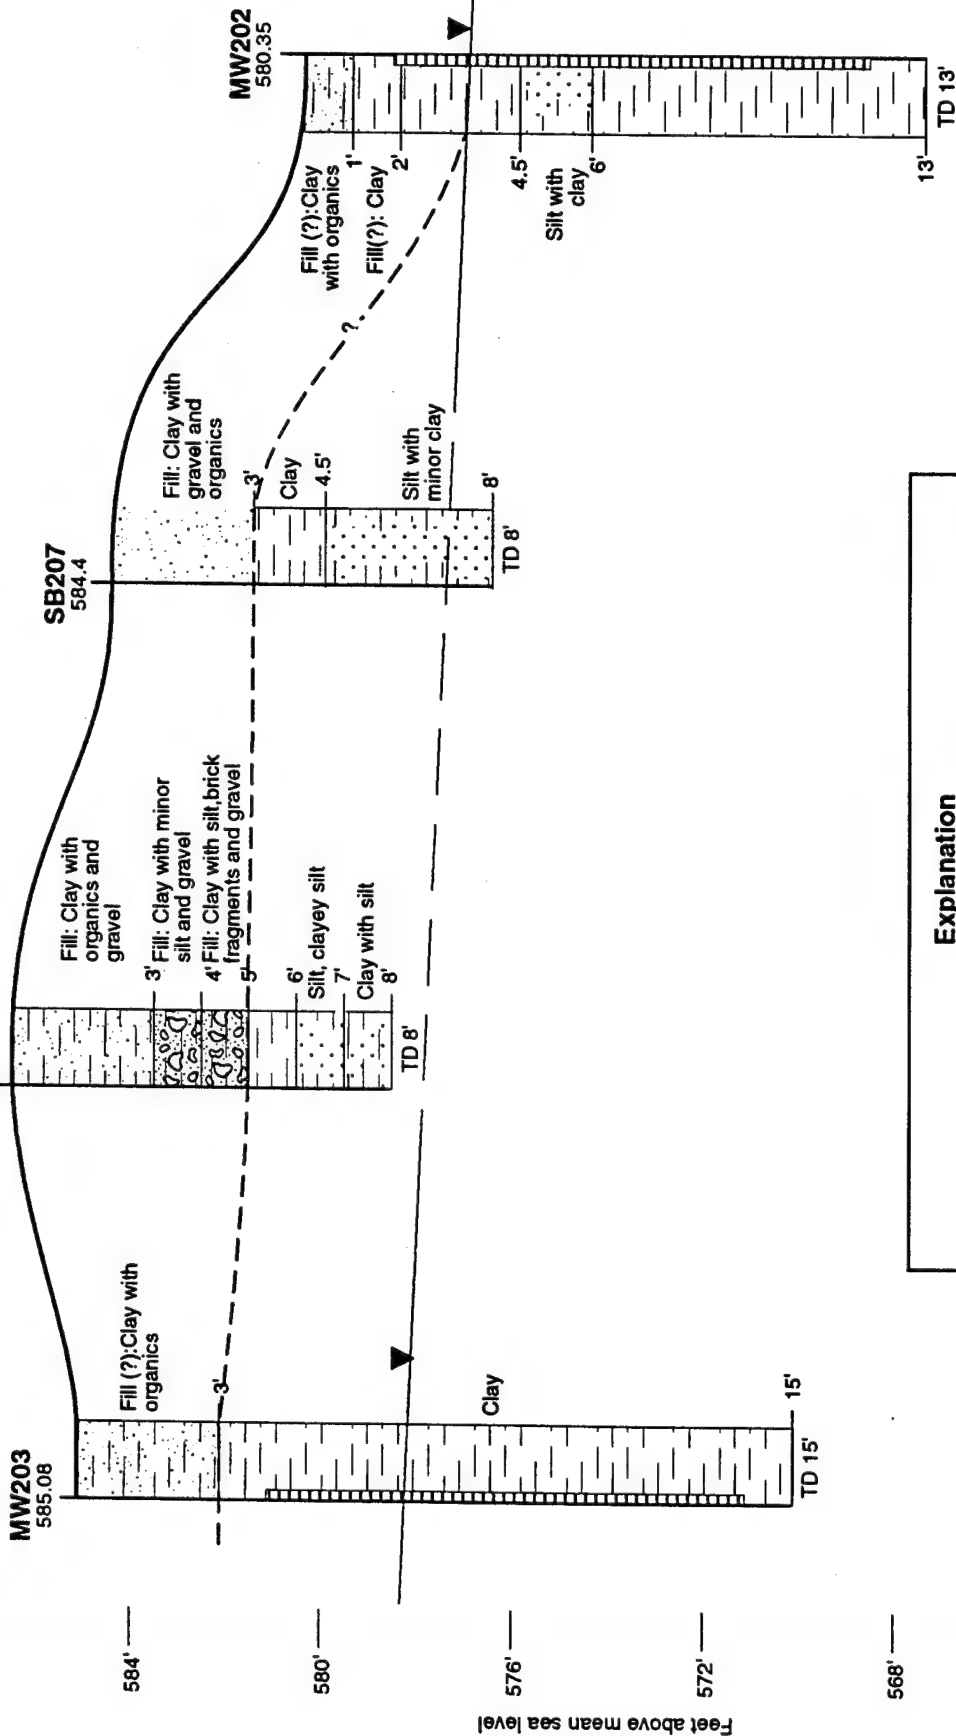 MW203
585.08
Fill (?):Clay with
organics
3'
Clay
15'
TD 15'
Fill: Clay with
organics and
gravel
3'
Fill: Clay with minor
silt and gravel
4'
Fill: Clay with silt,brick
fragments and gravel
5'
6'
Silt, clayey silt
7'
Clay with silt
8'
TD 8'
SB207
584.4
Fill: Clay with
gravel and
organics
3'
Clay
4.5'
Silt with
minor clay
8'
TD 8'
?
MW202
580.35
Fill (?):Clay
with organics
1'
Fill(?): Clay
2'
4.5'
Silt with
clay
6'
13'
TD 13'
584'
580'
576'
572'
568'
Feet above mean sea level
Explanation